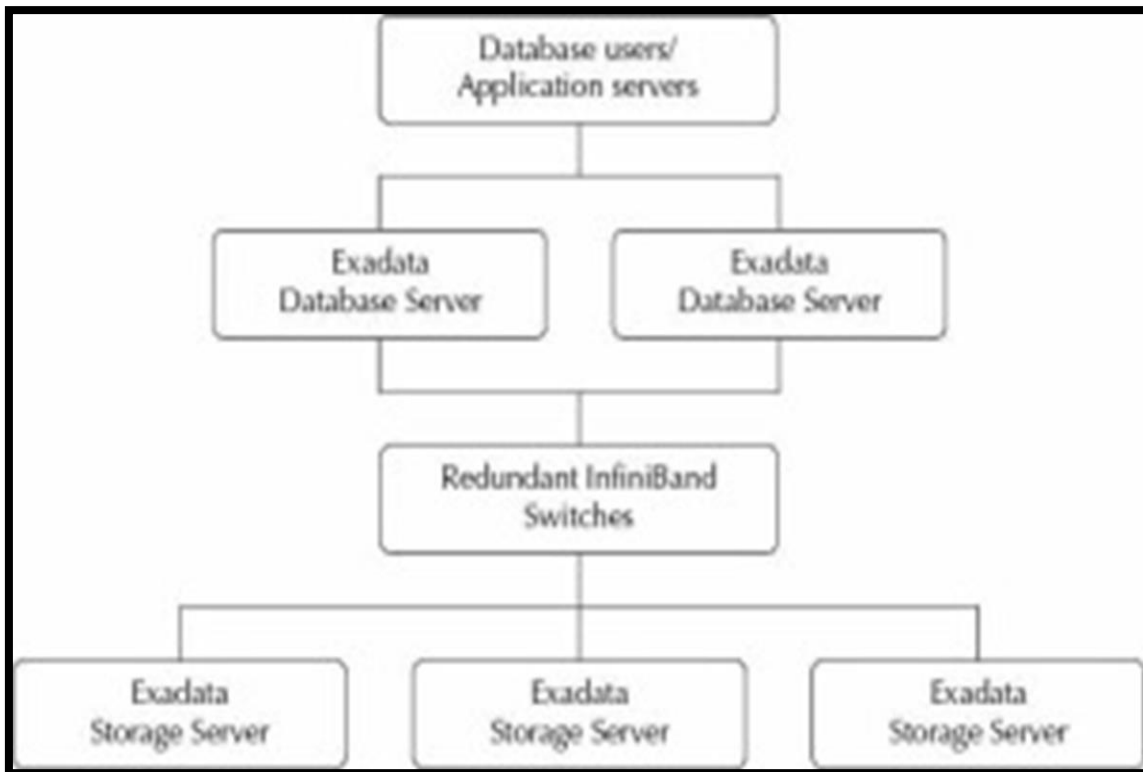 Database users/
Application servers
Exadata
Database Server
Exadata
Database Server
Redundant InfiniBand
Switches
Exadata
Storage Server
Exadata
Storage Server
Exadata
Storage Server